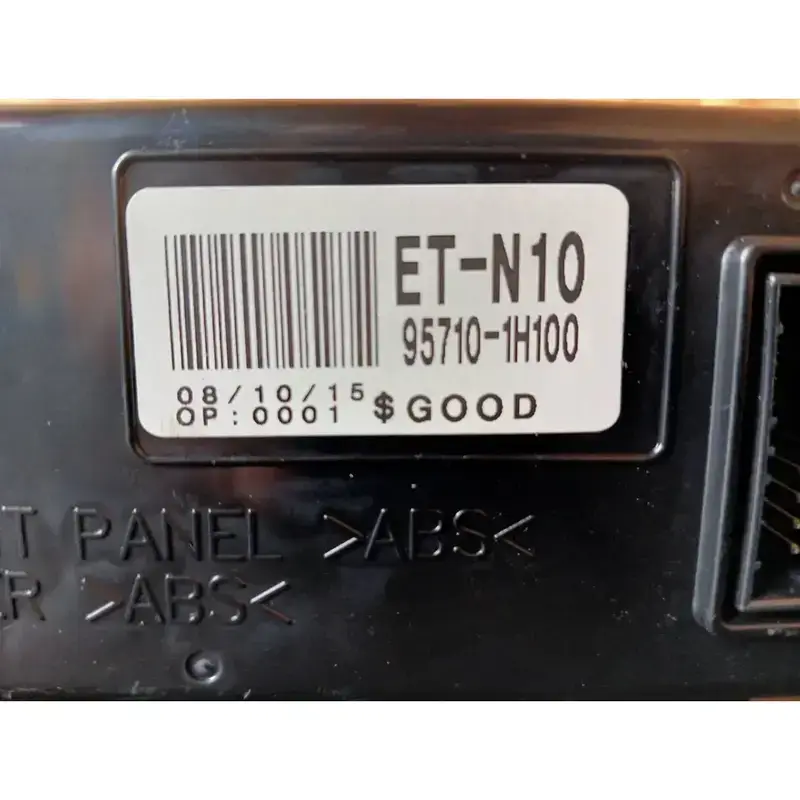 ET-N10
95710-1H100
08/10/15
OP:0001 $GOOD
PANEL >ABS<
>ABS<